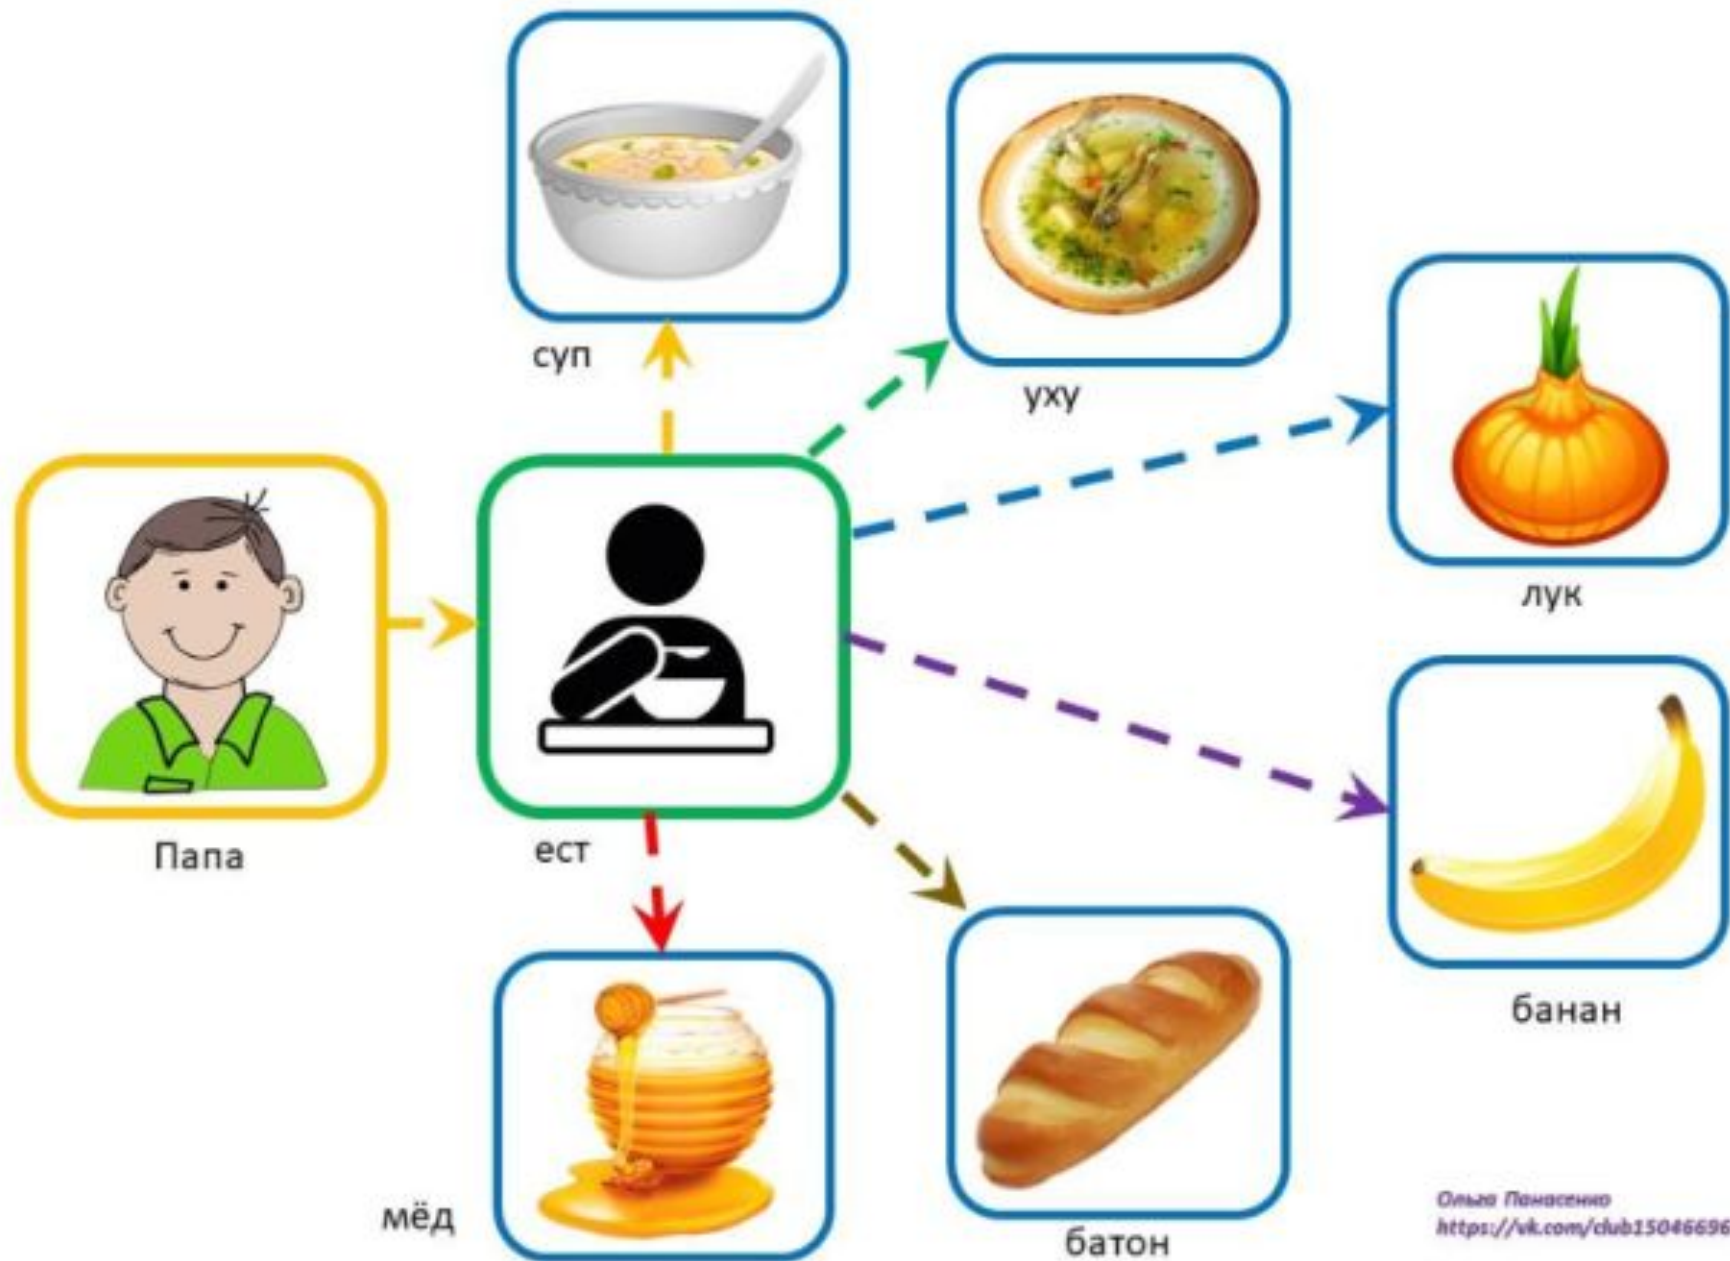 суп
уху
лук
Папа
ест
банан
мёд
батон
Ольга Панасенко
https://vk.com/club15046696